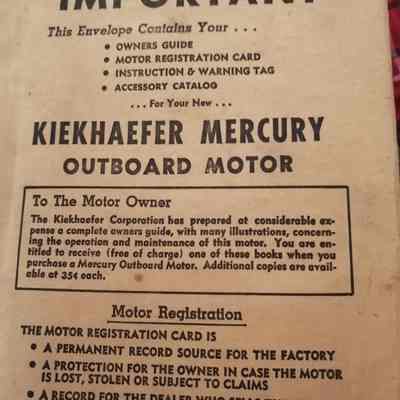 IMPORTANT
This Envelope Contains Your . . .
• OWNERS GUIDE
• MOTOR REGISTRATION CARD
• INSTRUCTION & WARNING TAG
• ACCESSORY CATALOG
. . . For Your New . . .
KIEKHAEFER MERCURY
OUTBOARD MOTOR
To The Motor Owner
The Kiekhaefer Corporation has prepared at considerable ex-
pense a complete owners guide, with many illustrations, concern-
ing the operation and maintenance of this motor. You are en-
titled to receive (free of charge) one of these books when you
purchase a Mercury Outboard Motor. Additional copies are avail-
able at 35¢ each.
Motor Registration
THE MOTOR REGISTRATION CARD IS
• A PERMANENT RECORD SOURCE FOR THE FACTORY
• A PROTECTION FOR THE OWNER IN CASE THE MOTOR
IS LOST, STOLEN OR SUBJECT TO CLAIMS
• A RECORD FOR THE DEALER WHO